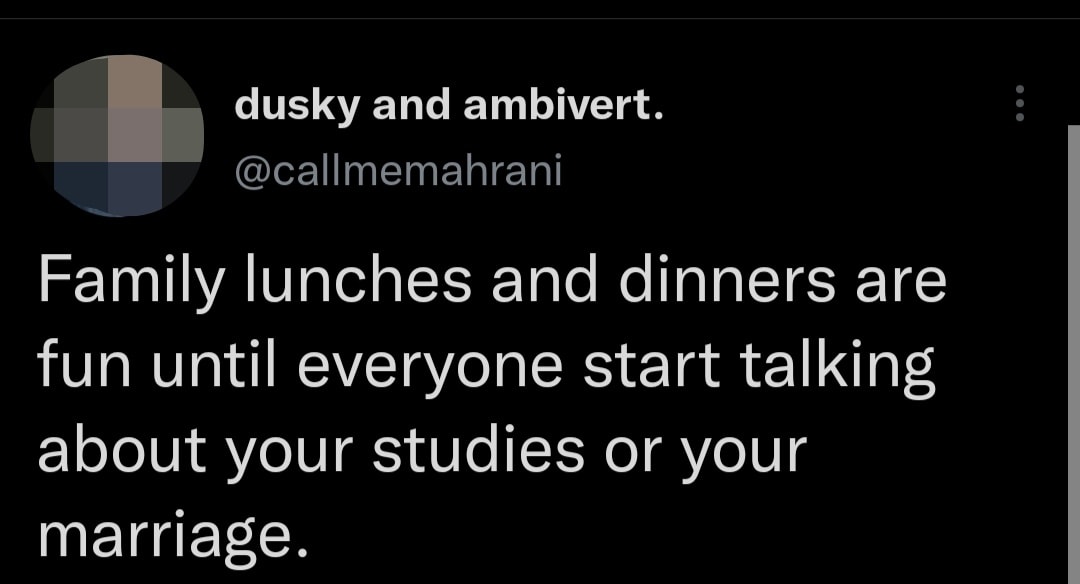 dusky and ambivert.
@callmemahrani
Family lunches and dinners are
fun until everyone start talking
about your studies or your
marriage.